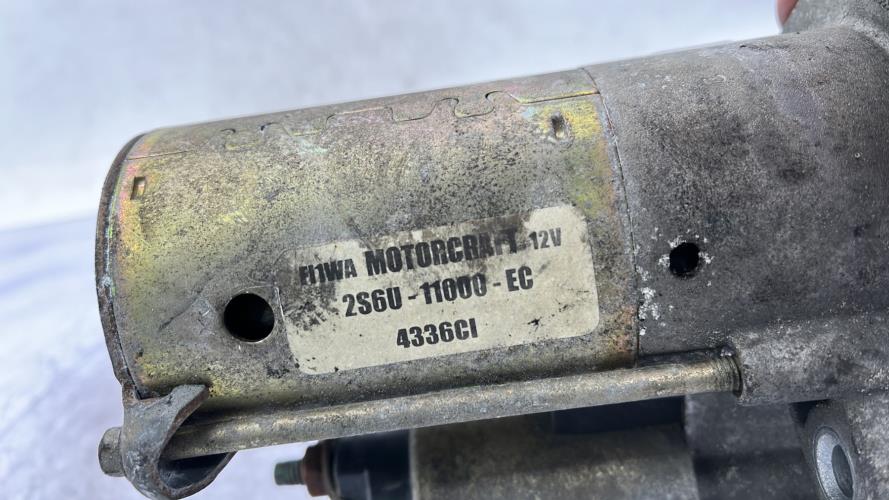 FI1WA MOTORCRAFT 12V
2S6U - 11000 - EC
4336CI